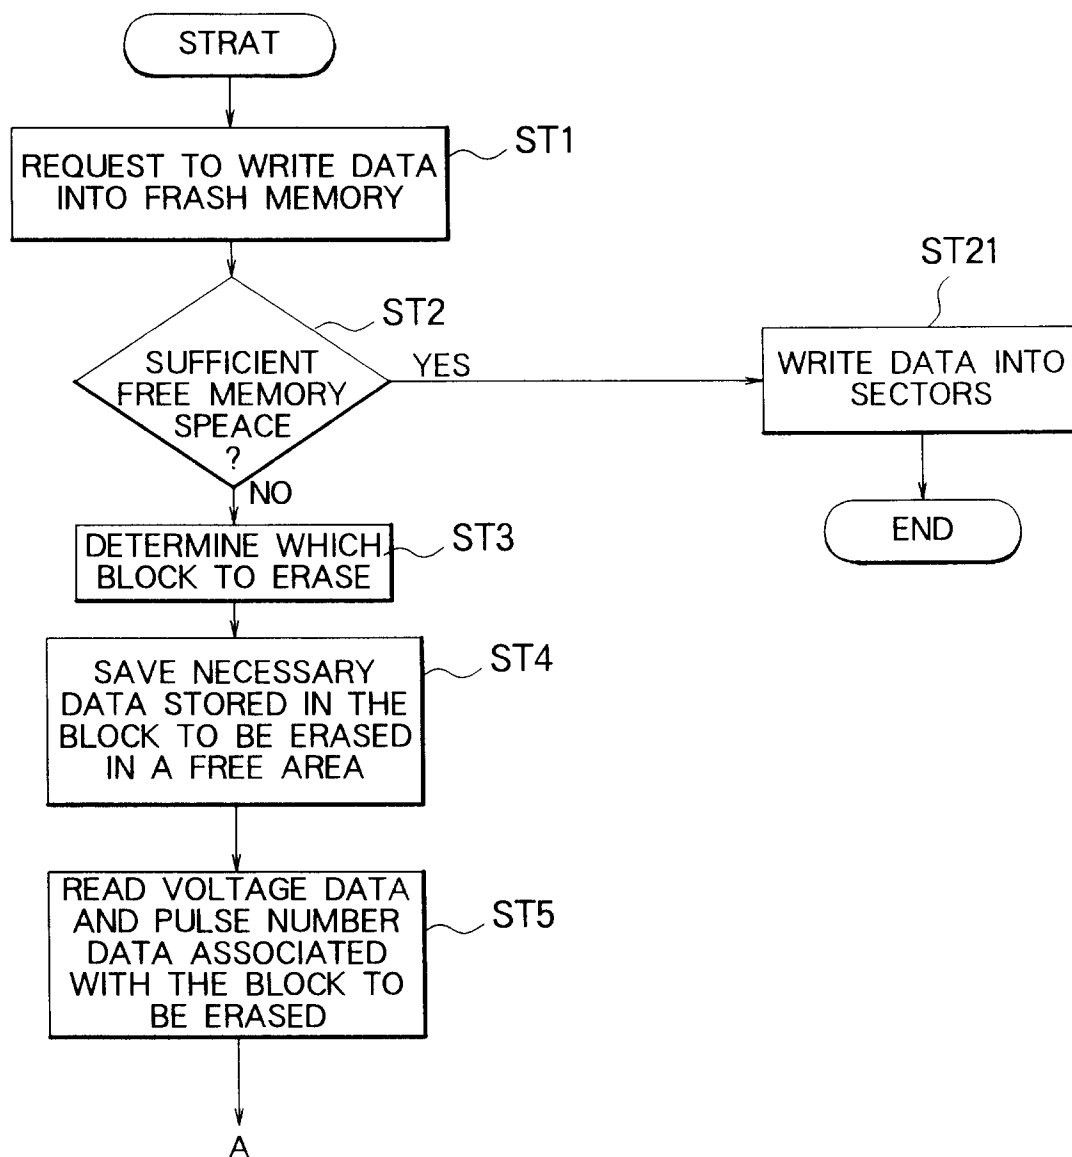 STRAT
ST1
REQUEST TO WRITE DATA
INTO FRASH MEMORY
ST21
ST2
SUFFICIENT
FREE MEMORY
SPEACE
?
YES
WRITE DATA INTO
SECTORS
NO
END
ST3
DETERMINE WHICH
BLOCK TO ERASE
ST4
SAVE NECESSARY
DATA STORED IN THE
BLOCK TO BE ERASED
IN A FREE AREA
ST5
READ VOLTAGE DATA
AND PULSE NUMBER
DATA ASSOCIATED
WITH THE BLOCK TO
BE ERASED
A